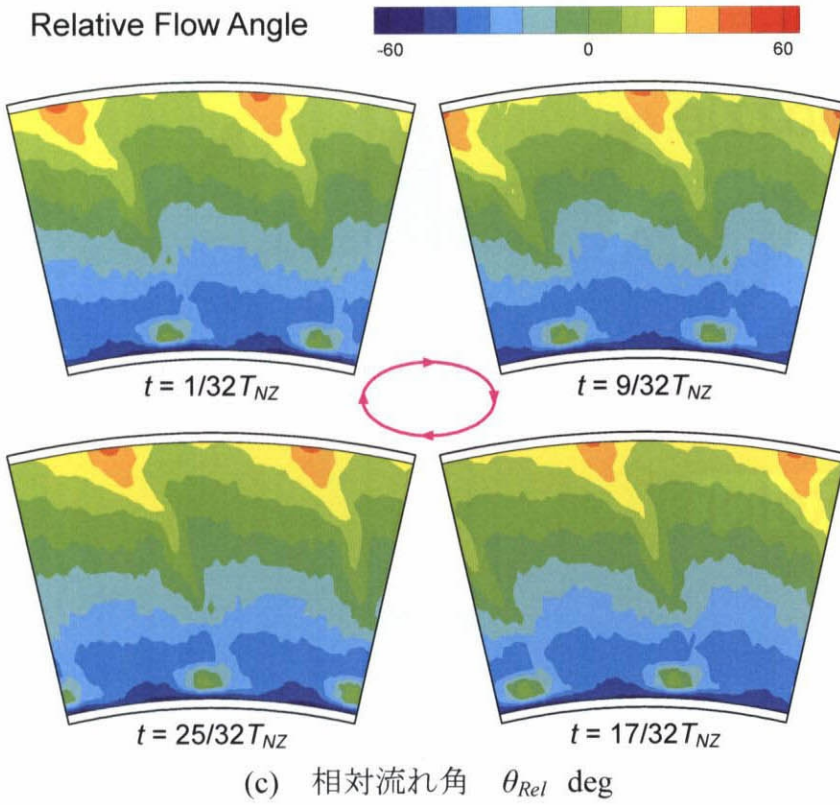 Relative Flow Angle
-60 0 60
t = 1/32T_NZ
t = 9/32T_NZ
t = 25/32T_NZ
t = 17/32T_NZ
(c) 相対流れ角 θ_Rel deg